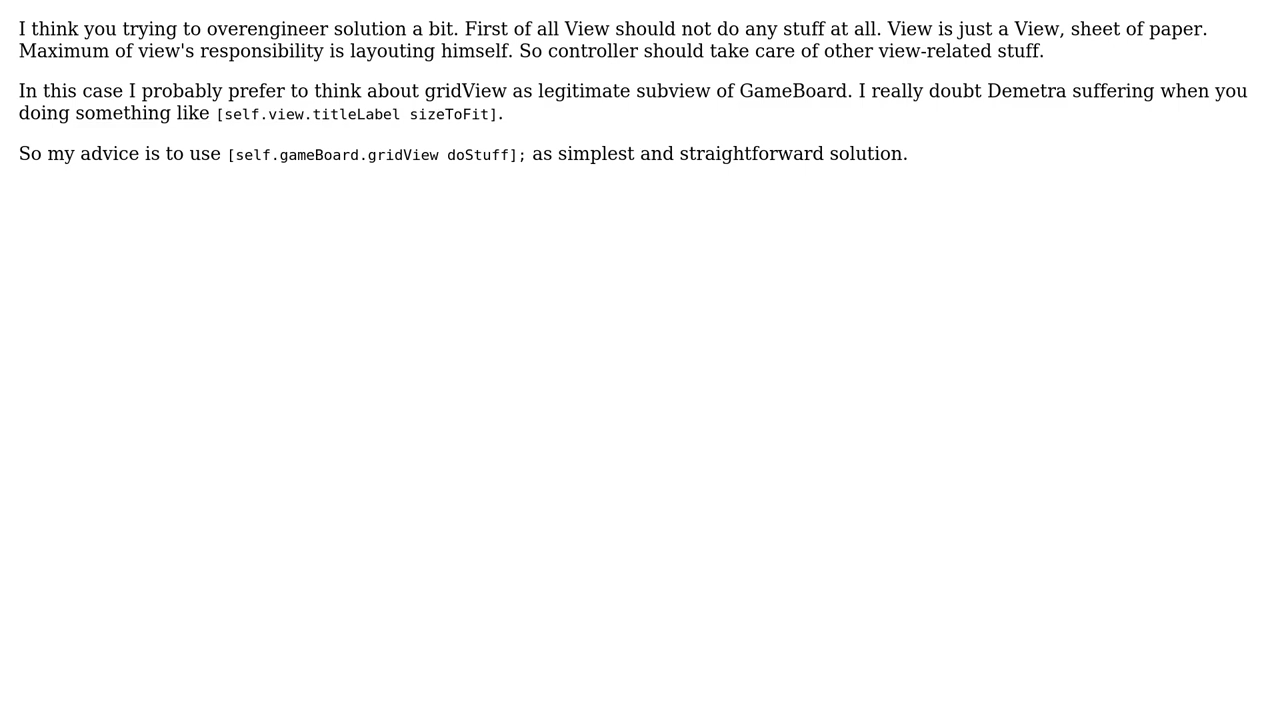 I think you trying to overengineer solution a bit. First of all View should not do any stuff at all. View is just a View, sheet of paper.
Maximum of view's responsibility is layouting himself. So controller should take care of other view-related stuff.
In this case I probably prefer to think about gridView as legitimate subview of GameBoard. I really doubt Demetra suffering when you
doing something like [self.view.titleLabel sizeToFit].
So my advice is to use [self.gameBoard.gridView doStuff]; as simplest and straightforward solution.